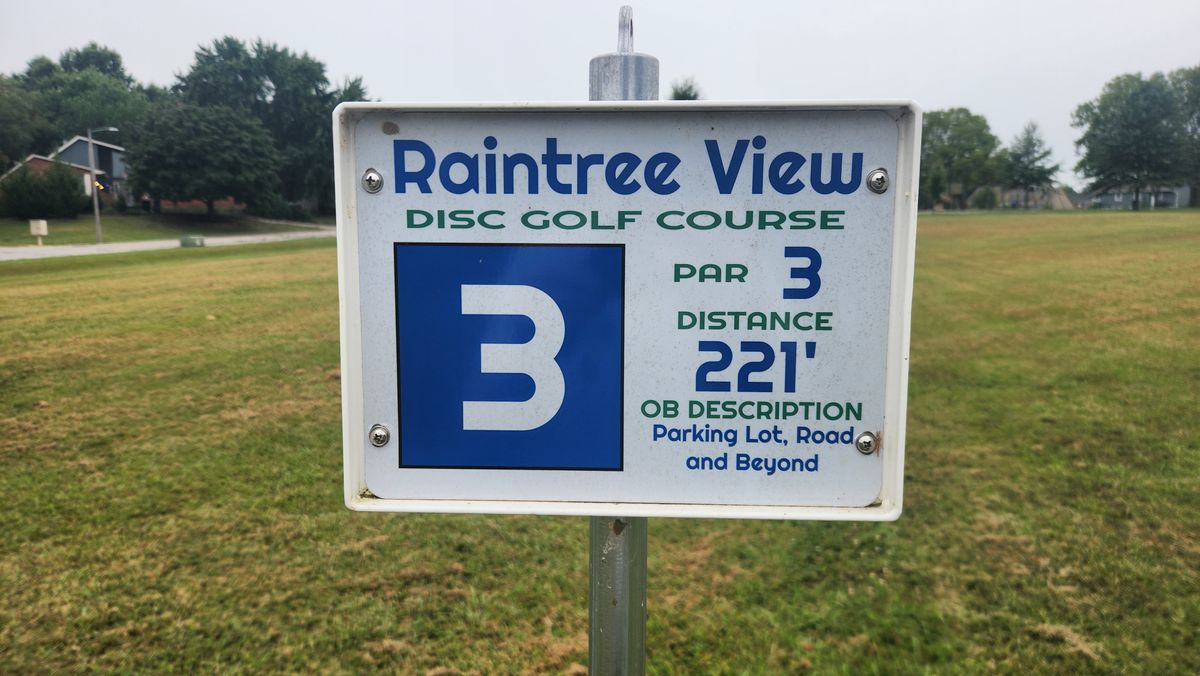 Raintree View
DISC GOLF COURSE
3
PAR 3
DISTANCE
221'
OB DESCRIPTION
Parking Lot, Road
and Beyond